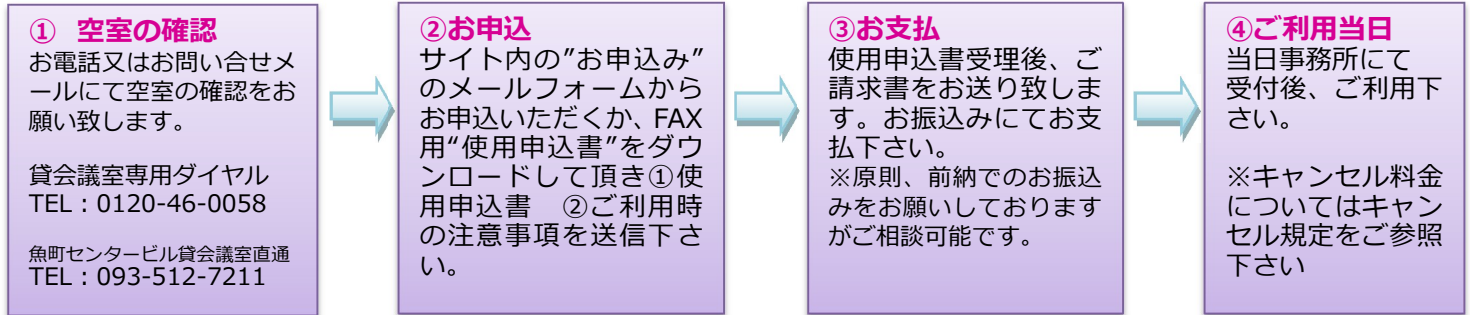 ① 空室の確認
お電話又はお問い合せメ
ールにて空室の確認をお
願い致します。
貸会議室専用ダイヤル
TEL：0120-46-0058
魚町センタービル貸会議室直通
TEL：093-512-7211
②お申込
サイト内の”お申込み”
のメールフォームから
お申込いただくか、FAX
用“使用申込書”をダウ
ンロードして頂き①使
用申込書　②ご利用時
の注意事項を送信下さ
い。
③お支払
使用申込書受理後、ご
請求書をお送り致しま
す。お振込みにてお支
払下さい。
※原則、前納でのお振込
みをお願いしております
がご相談可能です。
④ご利用当日
当日事務所にて
受付後、ご利用下
さい。
※キャンセル料金
についてはキャン
セル規定をご参照
下さい